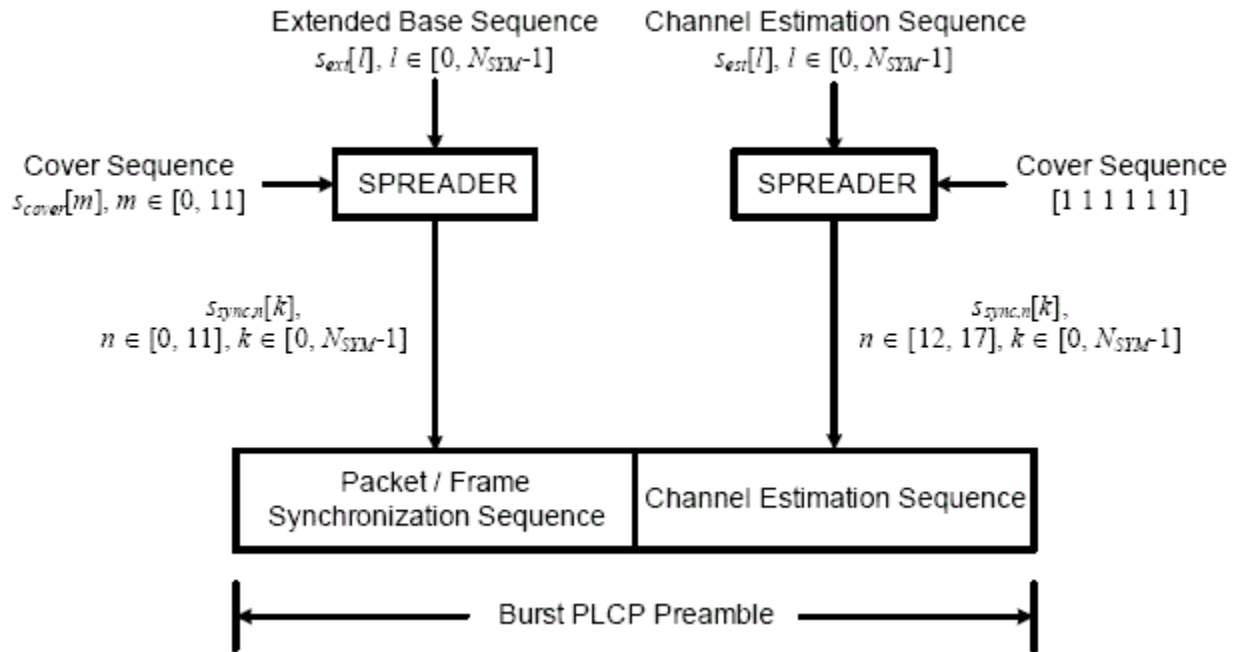 Extended Base Sequence
s_ext[l], l ∈ [0, N_SYM-1]
Channel Estimation Sequence
s_est[l], l ∈ [0, N_SYM-1]
Cover Sequence
s_cover[m], m ∈ [0, 11]
SPREADER
SPREADER
Cover Sequence
[1 1 1 1 1 1]
s_sync,n[k],
n ∈ [0, 11], k ∈ [0, N_SYM-1]
s_sync,n[k],
n ∈ [12, 17], k ∈ [0, N_SYM-1]
Packet / Frame
Synchronization Sequence
Channel Estimation Sequence
Burst PLCP Preamble